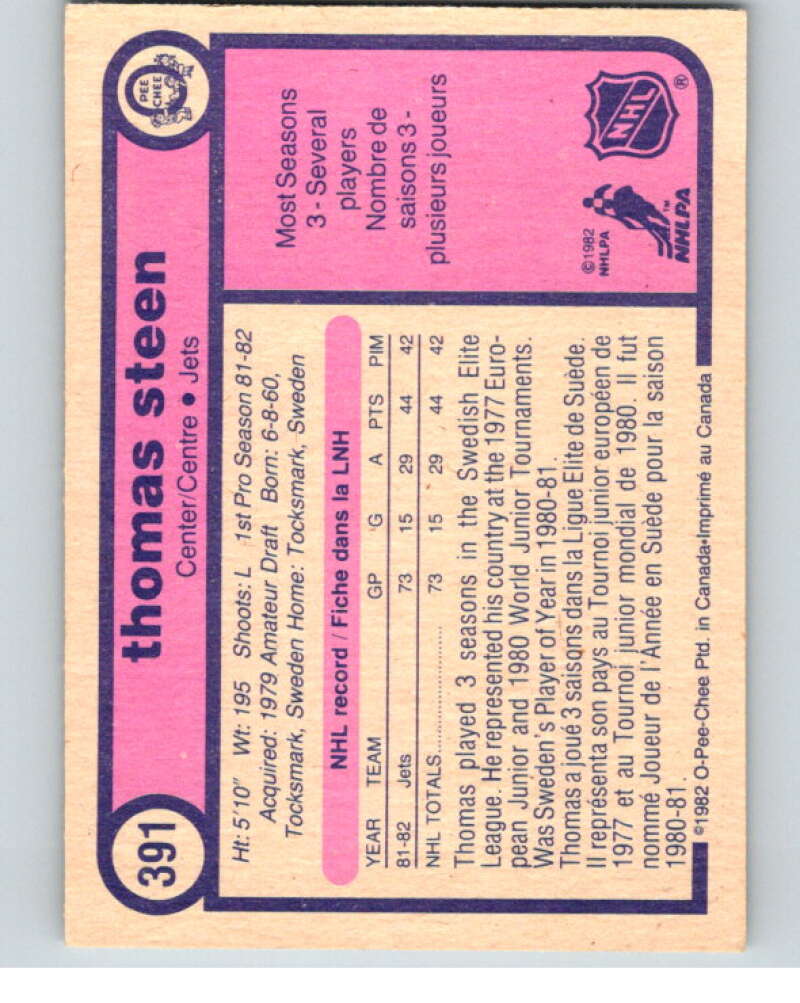 391
thomas steen
Center/Centre • Jets
O
PEE
CHEE
Ht: 5'10" Wt: 195 Shoots: L 1st Pro Season 81-82
Acquired: 1979 Amateur Draft Born: 6-8-60,
Tocksmark, Sweden Home: Tocksmark, Sweden
NHL record / Fiche dans la LNH
YEAR TEAM GP G A PTS PIM
81-82 Jets 73 15 29 44 42
NHL TOTALS 73 15 29 44 42
Thomas played 3 seasons in the Swedish Elite
League. He represented his country at the 1977 Euro-
pean Junior and 1980 World Junior Tournaments.
Was Sweden's Player of Year in 1980-81.
Thomas a joué 3 saisons dans la Ligue Elite de Suède.
Il représenta son pays au Tournoi junior européen de
1977 et au Tournoi junior mondial de 1980. Il fut
nommé Joueur de l'Année en Suède pour la saison
1980-81.
©1982 O-Pee-Chee Ptd. in Canada•Imprimé au Canada
Most Seasons
3 - Several
players
Nombre de
saisons 3 -
plusieurs joueurs
©1982
NHLPA
NHLPA
™
NHL
®